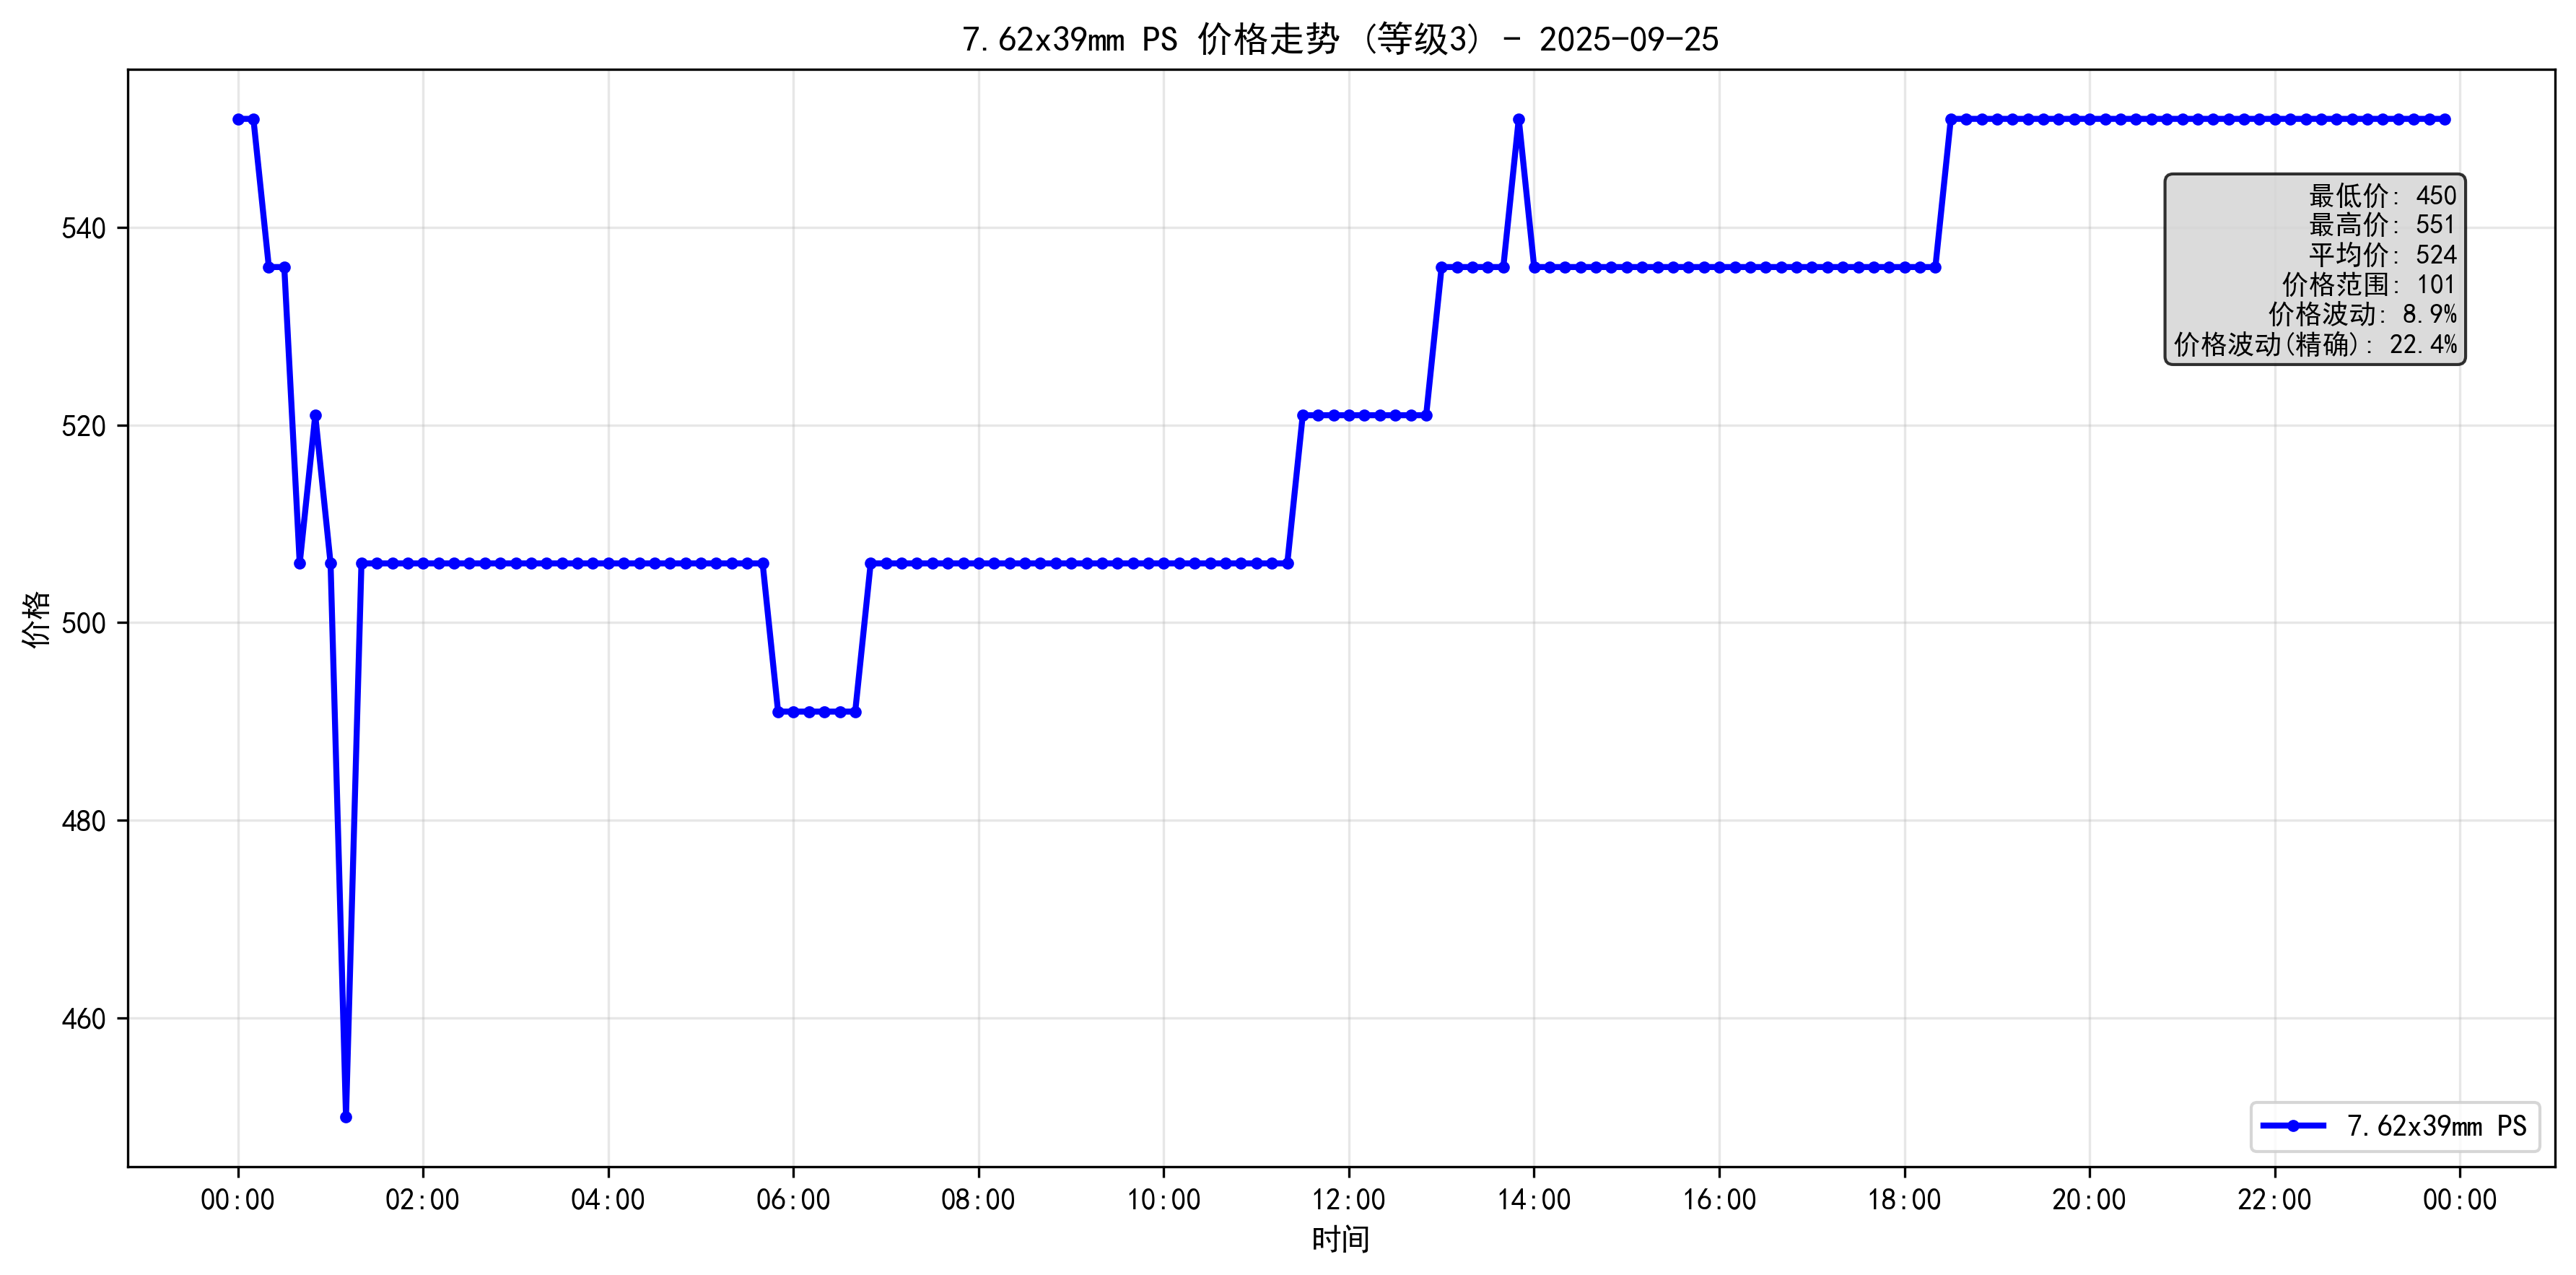 7.62x39mm PS 价格走势 (等级3) - 2025-09-25
价格
540
520
500
480
460
最低价: 450
最高价: 551
平均价: 524
价格范围: 101
价格波动: 8.9%
价格波动(精确): 22.4%
7.62x39mm PS
00:00 02:00 04:00 06:00 08:00 10:00 12:00 14:00 16:00 18:00 20:00 22:00 00:00
时间